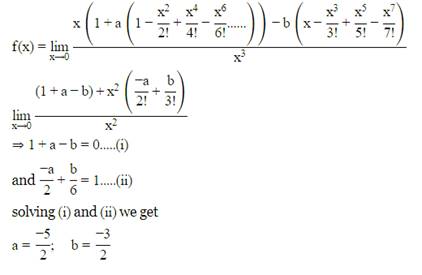 f(x) = lim x→0 x(1+a(1−x²/2!+x⁴/4!−x⁶/6!......))−b(x−x³/3!+x⁵/5!−x⁷/7!) / x³
lim x→0 (1+a−b)+x²(−a/2!+b/3!) / x²
⇒ 1+a−b=0.....(i)
and −a/2+b/6=1.....(ii)
solving (i) and (ii) we get
a = −5/2; b = −3/2